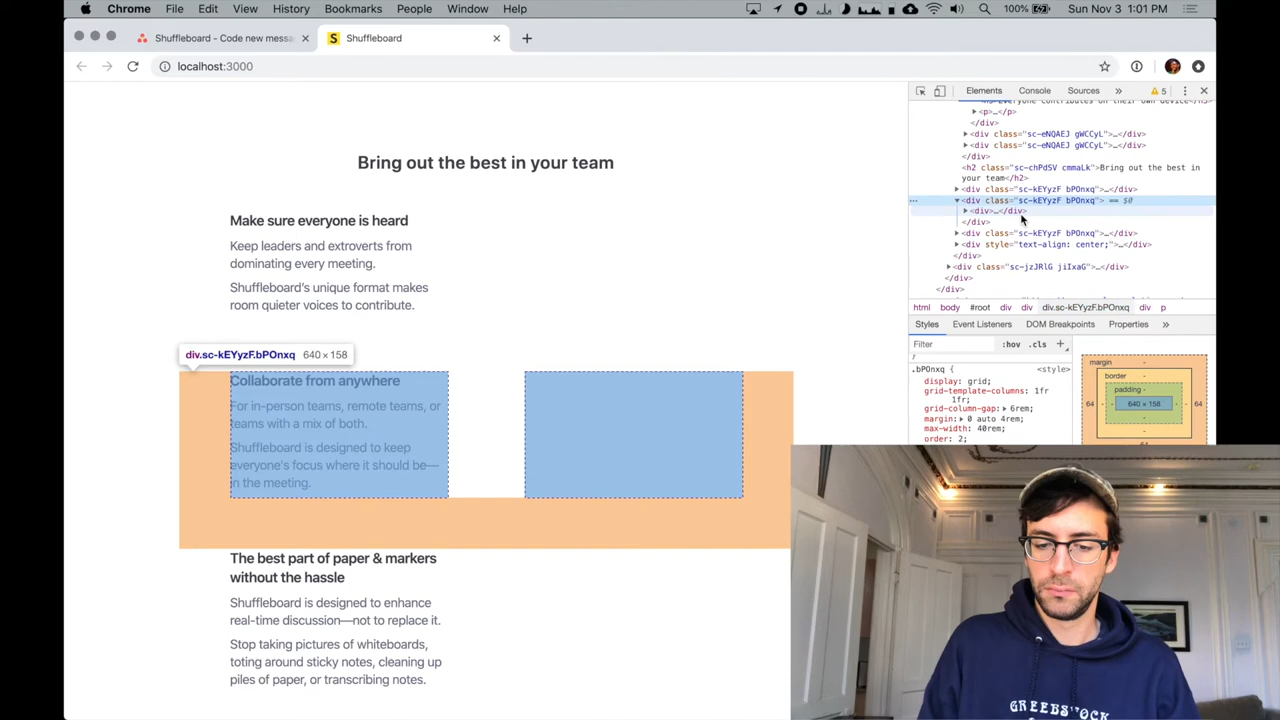 Chrome File Edit View History Bookmarks People Window Help 100% Sun Nov 3 1:01 PM
Shuffleboard - Code new messa
Shuffleboard
localhost:3000
Bring out the best in your team
Make sure everyone is heard
Keep leaders and extroverts from
dominating every meeting.
Shuffleboard's unique format makes
room quieter voices to contribute.
div.sc-kEYyzF.bPOnxq 640 × 158
Collaborate from anywhere
For in-person teams, remote teams, or
teams with a mix of both.
Shuffleboard is designed to keep
everyone's focus where it should be—
in the meeting.
The best part of paper & markers
without the hassle
Shuffleboard is designed to enhance
real-time discussion—not to replace it.
Stop taking pictures of whiteboards,
toting around sticky notes, cleaning up
piles of paper, or transcribing notes.
Elements Console Sources » 5
<p>…</p>
</div>
<div class="sc-eNQAEJ gWCCyL">…</div>
<div class="sc-eNQAEJ gWCCyL">…</div>
</div>
<h2 class="sc-chPdSV cmmaLk">Bring out the best in
your team</h2>
<div class="sc-kEYyzF bPOnxq">…</div>
<div class="sc-kEYyzF bPOnxq"> == $0
<div>…</div>
</div>
<div class="sc-kEYyzF bPOnxq">…</div>
<div style="text-align: center;">…</div>
</div>
<div class="sc-jzJRlG jiIxaG">…</div>
</div>
</div>
html body #root div div div.sc-kEYyzF.bPOnxq div p
Styles Event Listeners DOM Breakpoints Properties »
Filter :hov .cls +
.bPOnxq { <style>
display: grid;
grid-template-columns: 1fr
1fr;
grid-column-gap: 6rem;
margin: 0 auto 4rem;
max-width: 40rem;
order: 2;
margin -
border -
padding -
64 - - 640 × 158 - - 64
GREENSTOCK